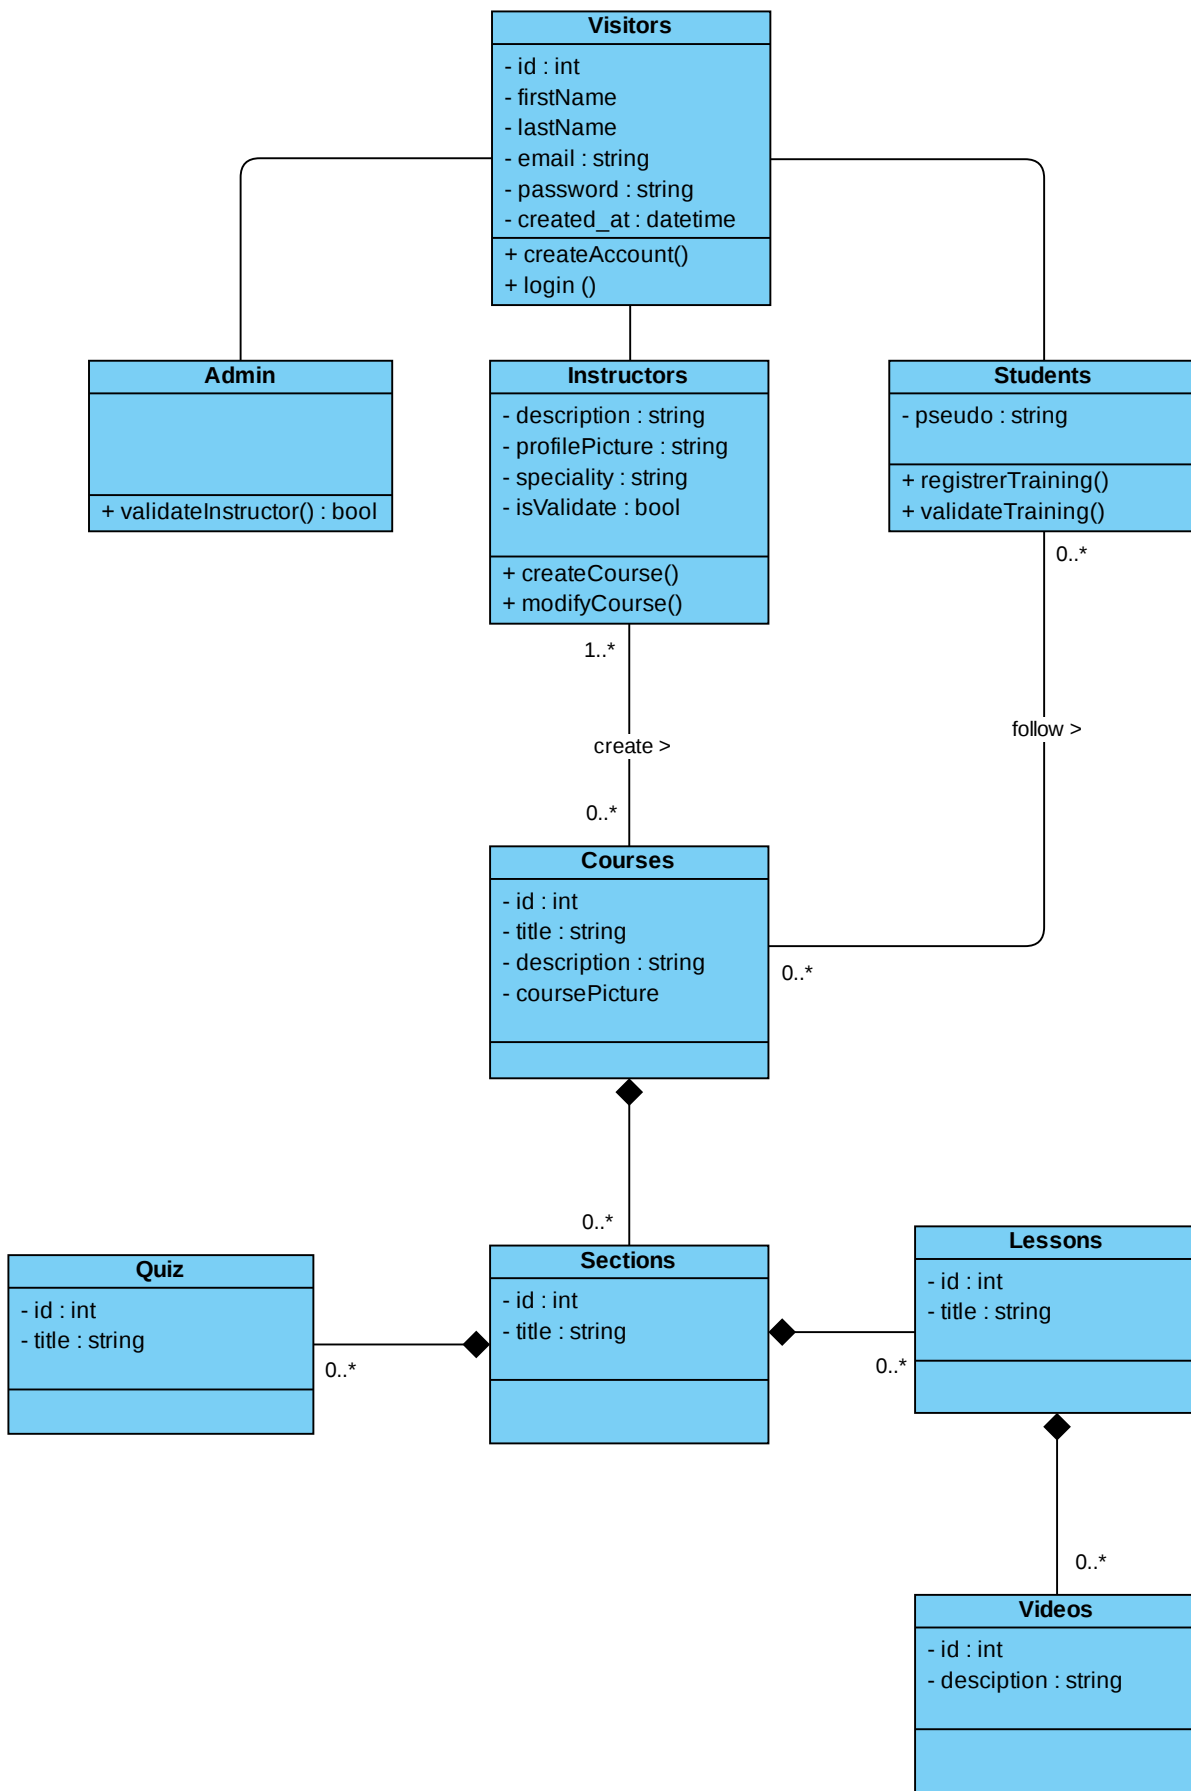 Visitors
- id : int
- firstName
- lastName
- email : string
- password : string
- created_at : datetime
+ createAccount()
+ login ()
Admin
+ validateInstructor() : bool
Instructors
- description : string
- profilePicture : string
- speciality : string
- isValidate : bool
+ createCourse()
+ modifyCourse()
Students
- pseudo : string
+ registrerTraining()
+ validateTraining()
0..*
1..*
follow >
create >
0..*
Courses
- id : int
- title : string
- description : string
- coursePicture
0..*
0..*
Quiz
- id : int
- title : string
0..*
Sections
- id : int
- title : string
Lessons
- id : int
- title : string
0..*
0..*
Videos
- id : int
- desciption : string